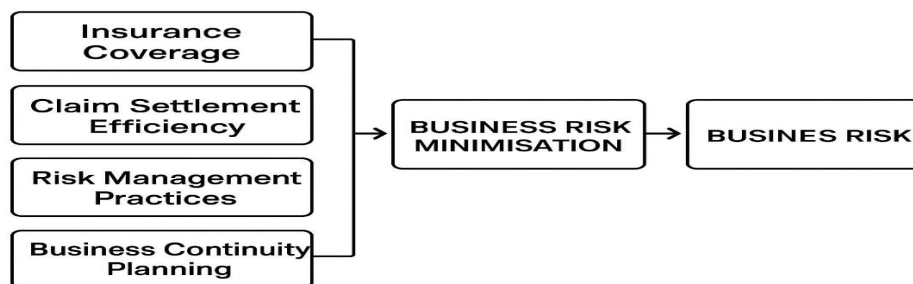 Insurance
Coverage
Claim Settlement
Efficiency
Risk Management
Practices
Business Continuity
Planning
BUSINESS RISK
MINIMISATION
BUSINES RISK